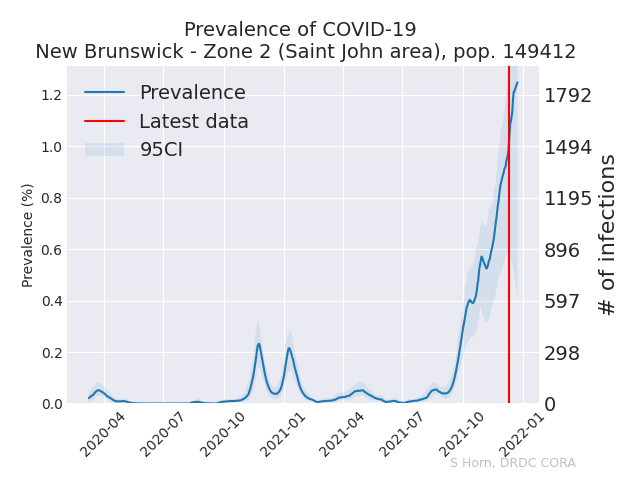 Prevalence of COVID-19
New Brunswick - Zone 2 (Saint John area), pop. 149412
Prevalence
Latest data
95CI
Prevalence (%)
1.2
1.0
0.8
0.6
0.4
0.2
0.0
1792
1494
1195
896
597
298
0
# of infections
2020-04
2020-07
2020-10
2021-01
2021-04
2021-07
2021-10
2022-01
S Horn, DRDC CORA